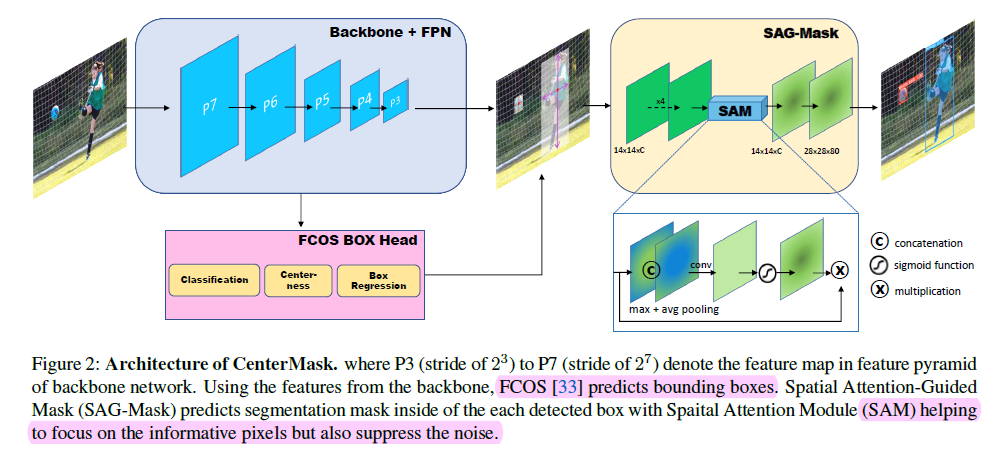 Backbone + FPN
P7
P6
P5
P4
P3
SAG-Mask
x4
SAM
14x14xC
14x14xC
28x28x80
FCOS BOX Head
Classification
Center-
ness
Box
Regression
C
conv
max + avg pooling
X
C concatenation
sigmoid function
X multiplication
Figure 2: Architecture of CenterMask. where P3 (stride of 2³) to P7 (stride of 2⁷) denote the feature map in feature pyramid
of backbone network. Using the features from the backbone, FCOS [33] predicts bounding boxes. Spatial Attention-Guided
Mask (SAG-Mask) predicts segmentation mask inside of the each detected box with Spaital Attention Module (SAM) helping
to focus on the informative pixels but also suppress the noise.